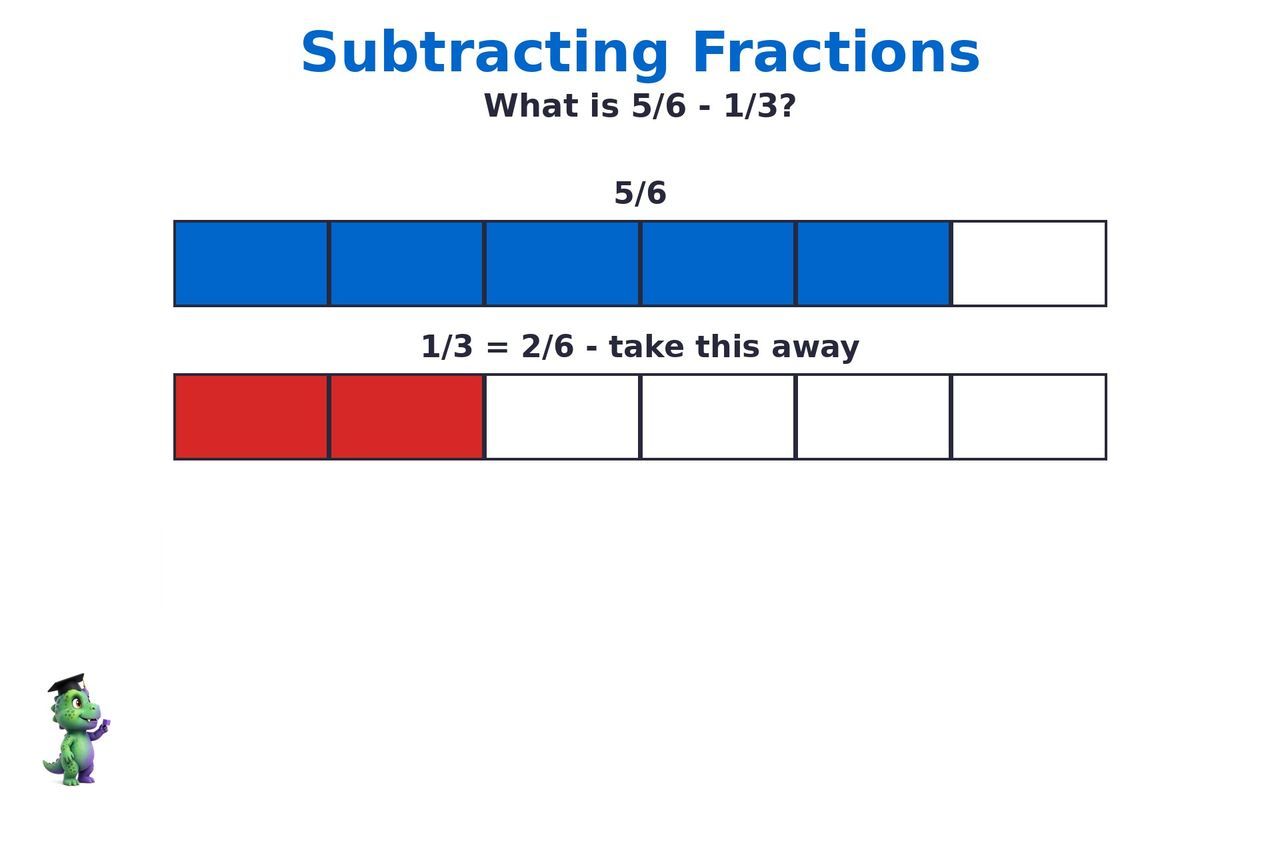 Subtracting Fractions
What is 5/6 - 1/3?
5/6
1/3 = 2/6 - take this away